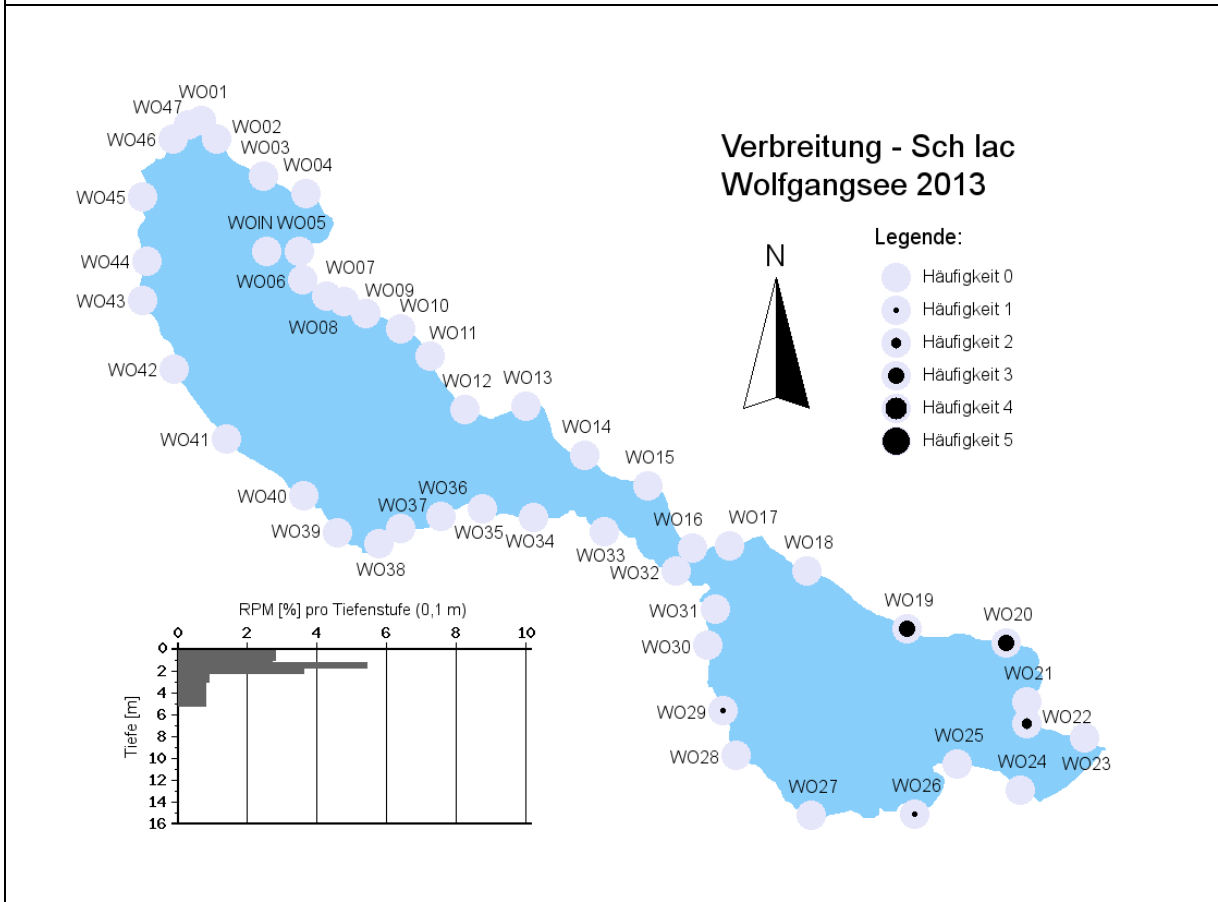 WO01
WO47
WO02
WO46
WO03
WO04
WO45
WOIN WO05
WO44
WO06
WO07
WO43
WO09
WO08
WO10
WO11
WO42
WO12
WO13
WO41
WO14
WO15
WO40
WO36
WO37
WO35
WO39
WO34
WO38
WO33
WO16
WO17
WO32
WO18
WO31
WO19
WO20
WO30
WO21
WO29
WO22
WO28
WO25
WO23
WO24
WO27
WO26
Verbreitung - Sch lac
Wolfgangsee 2013
Legende:
N
Häufigkeit 0
Häufigkeit 1
Häufigkeit 2
Häufigkeit 3
Häufigkeit 4
Häufigkeit 5
RPM [%] pro Tiefenstufe (0,1 m)
0 2 4 6 8 10
Tiefe [m]
0
2
4
6
8
10
12
14
16